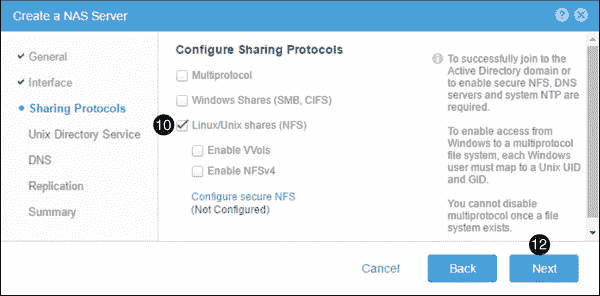 Create a NAS Server
General
Interface
Sharing Protocols
Unix Directory Service
DNS
Replication
Summary
Configure Sharing Protocols
Multiprotocol
Windows Shares (SMB, CIFS)
10 Linux/Unix shares (NFS)
Enable VVols
Enable NFSv4
Configure secure NFS
(Not Configured)
To successfully join to the
Active Directory domain or
to enable secure NFS, DNS
servers and system NTP are
required.
To enable access from
Windows to a multiprotocol
file system, each Windows
user must map to a Unix UID
and GID.
You cannot disable
multiprotocol once a file
system exists.
12
Cancel Back Next